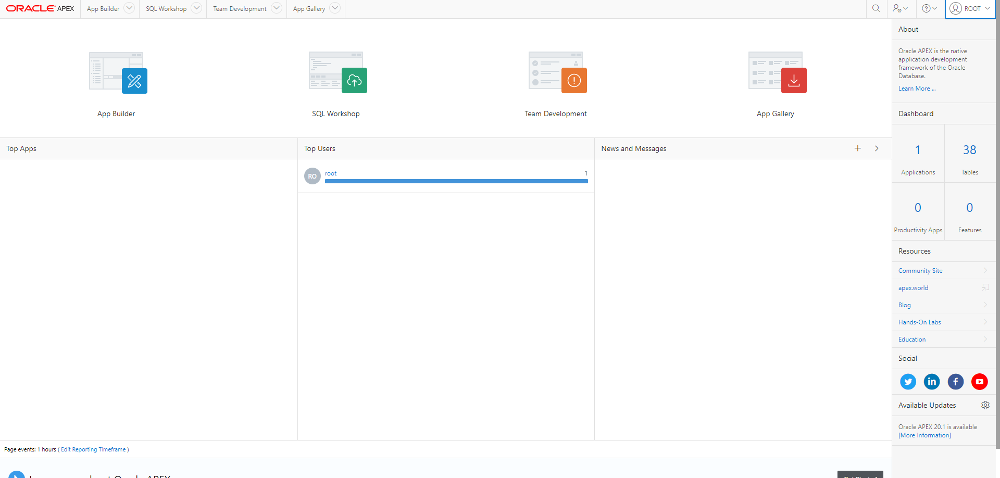 ORACLE APEX
App Builder
SQL Workshop
Team Development
App Gallery
ROOT
App Builder
SQL Workshop
Team Development
App Gallery
Top Apps
Top Users
RO
root
1
News and Messages
Page events: 1 hours ( Edit Reporting Timeframe )
About
Oracle APEX is the native
application development
framework of the Oracle
Database.
Learn More ...
Dashboard
1
Applications
38
Tables
0
Productivity Apps
0
Features
Resources
Community Site
apex.world
Blog
Hands-On Labs
Education
Social
in
f
Available Updates
Oracle APEX 20.1 is available
[More Information]